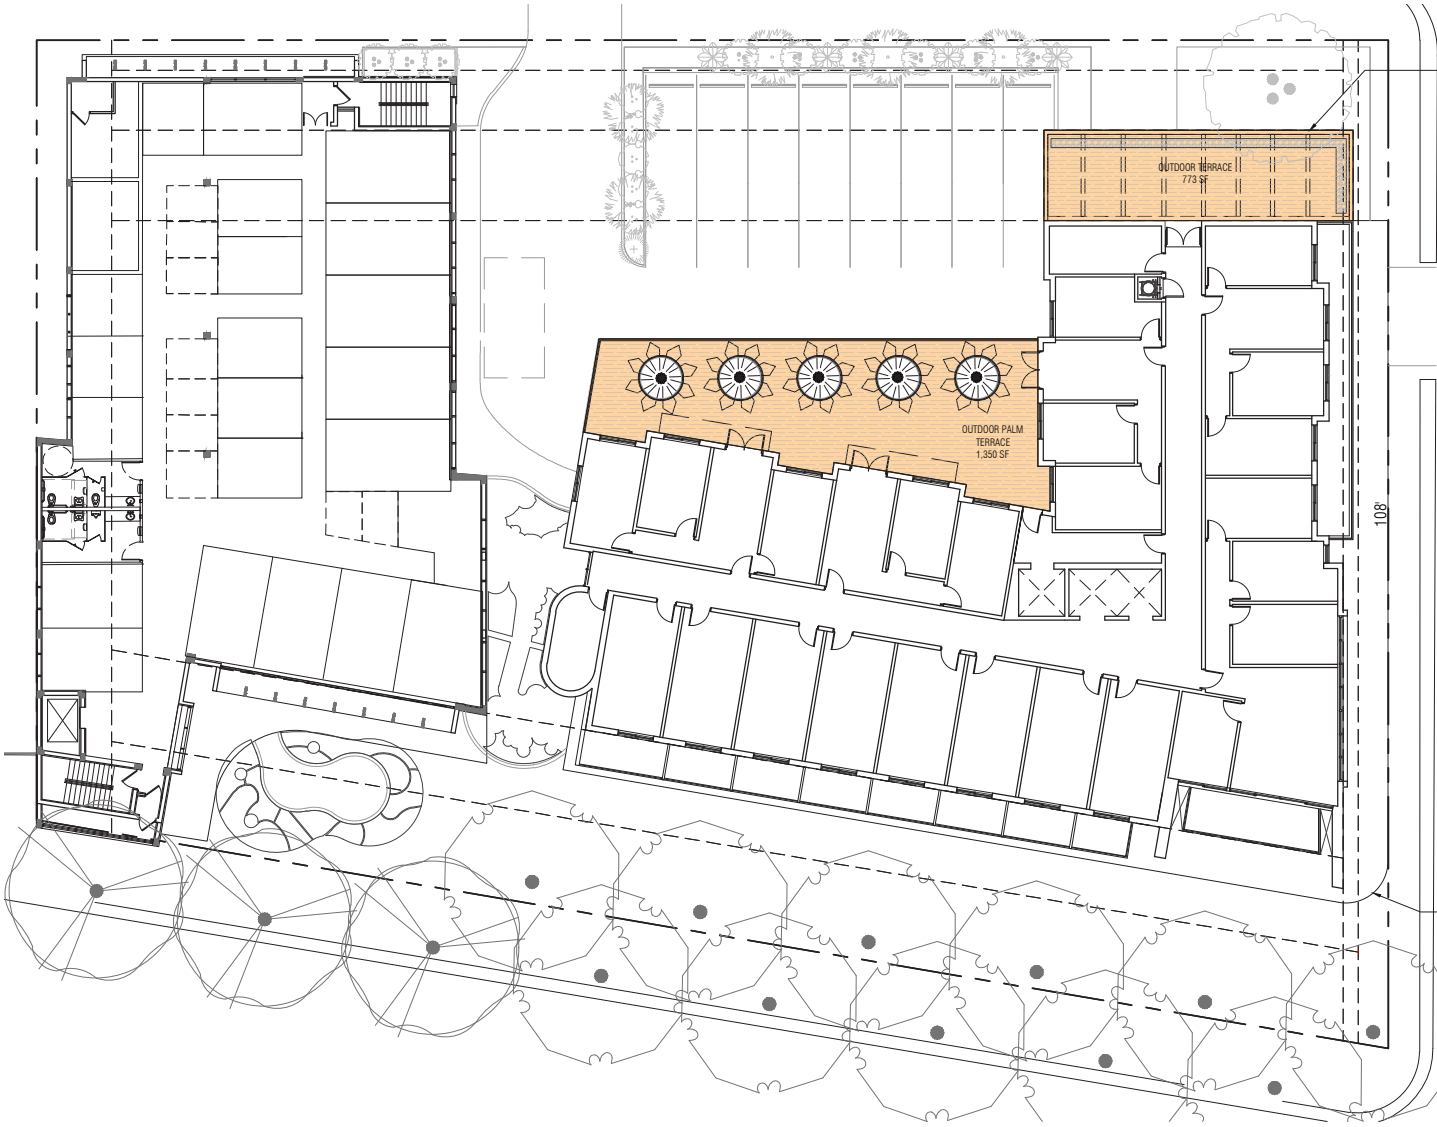 OUTDOOR TERRACE
773 SF
OUTDOOR PALM
TERRACE
1,350 SF
108'